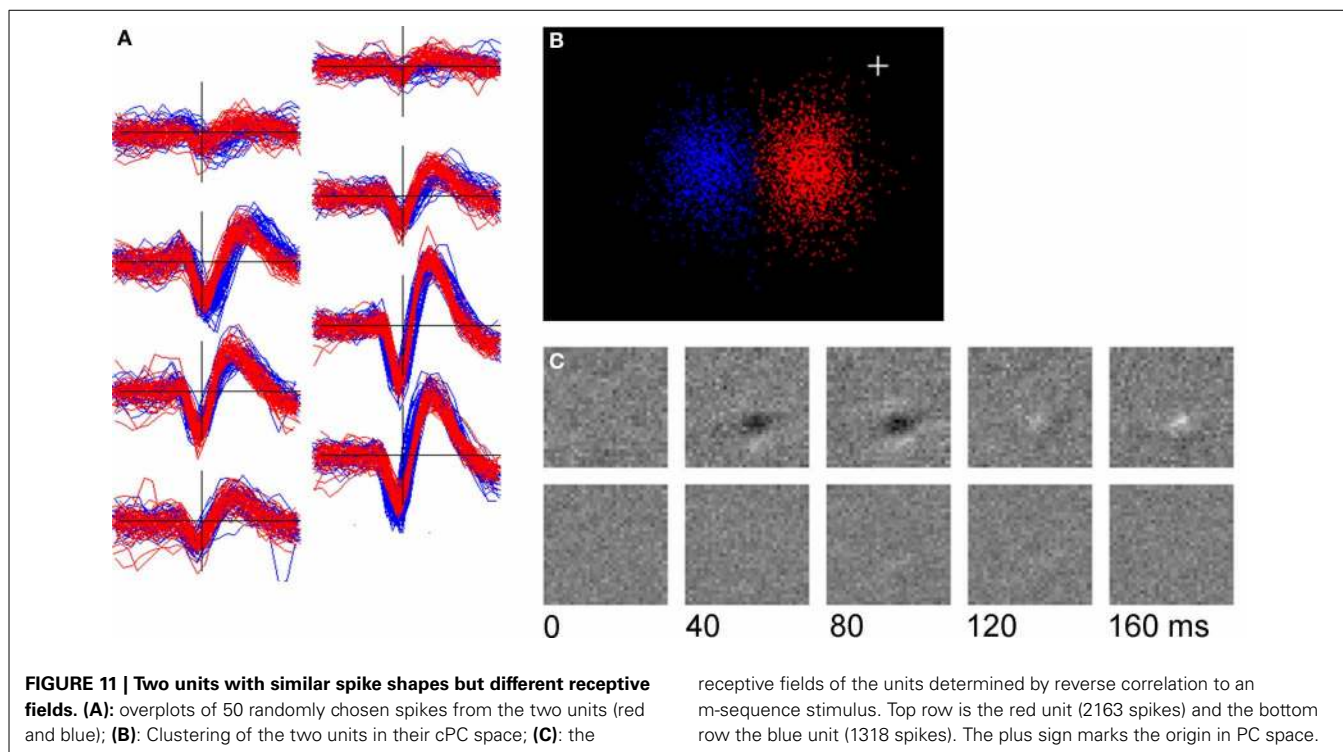 A
B
C
0 40 80 120 160 ms
FIGURE 11 | Two units with similar spike shapes but different receptive
fields. (A): overplots of 50 randomly chosen spikes from the two units (red
and blue); (B): Clustering of the two units in their cPC space; (C): the
receptive fields of the units determined by reverse correlation to an
m-sequence stimulus. Top row is the red unit (2163 spikes) and the bottom
row the blue unit (1318 spikes). The plus sign marks the origin in PC space.